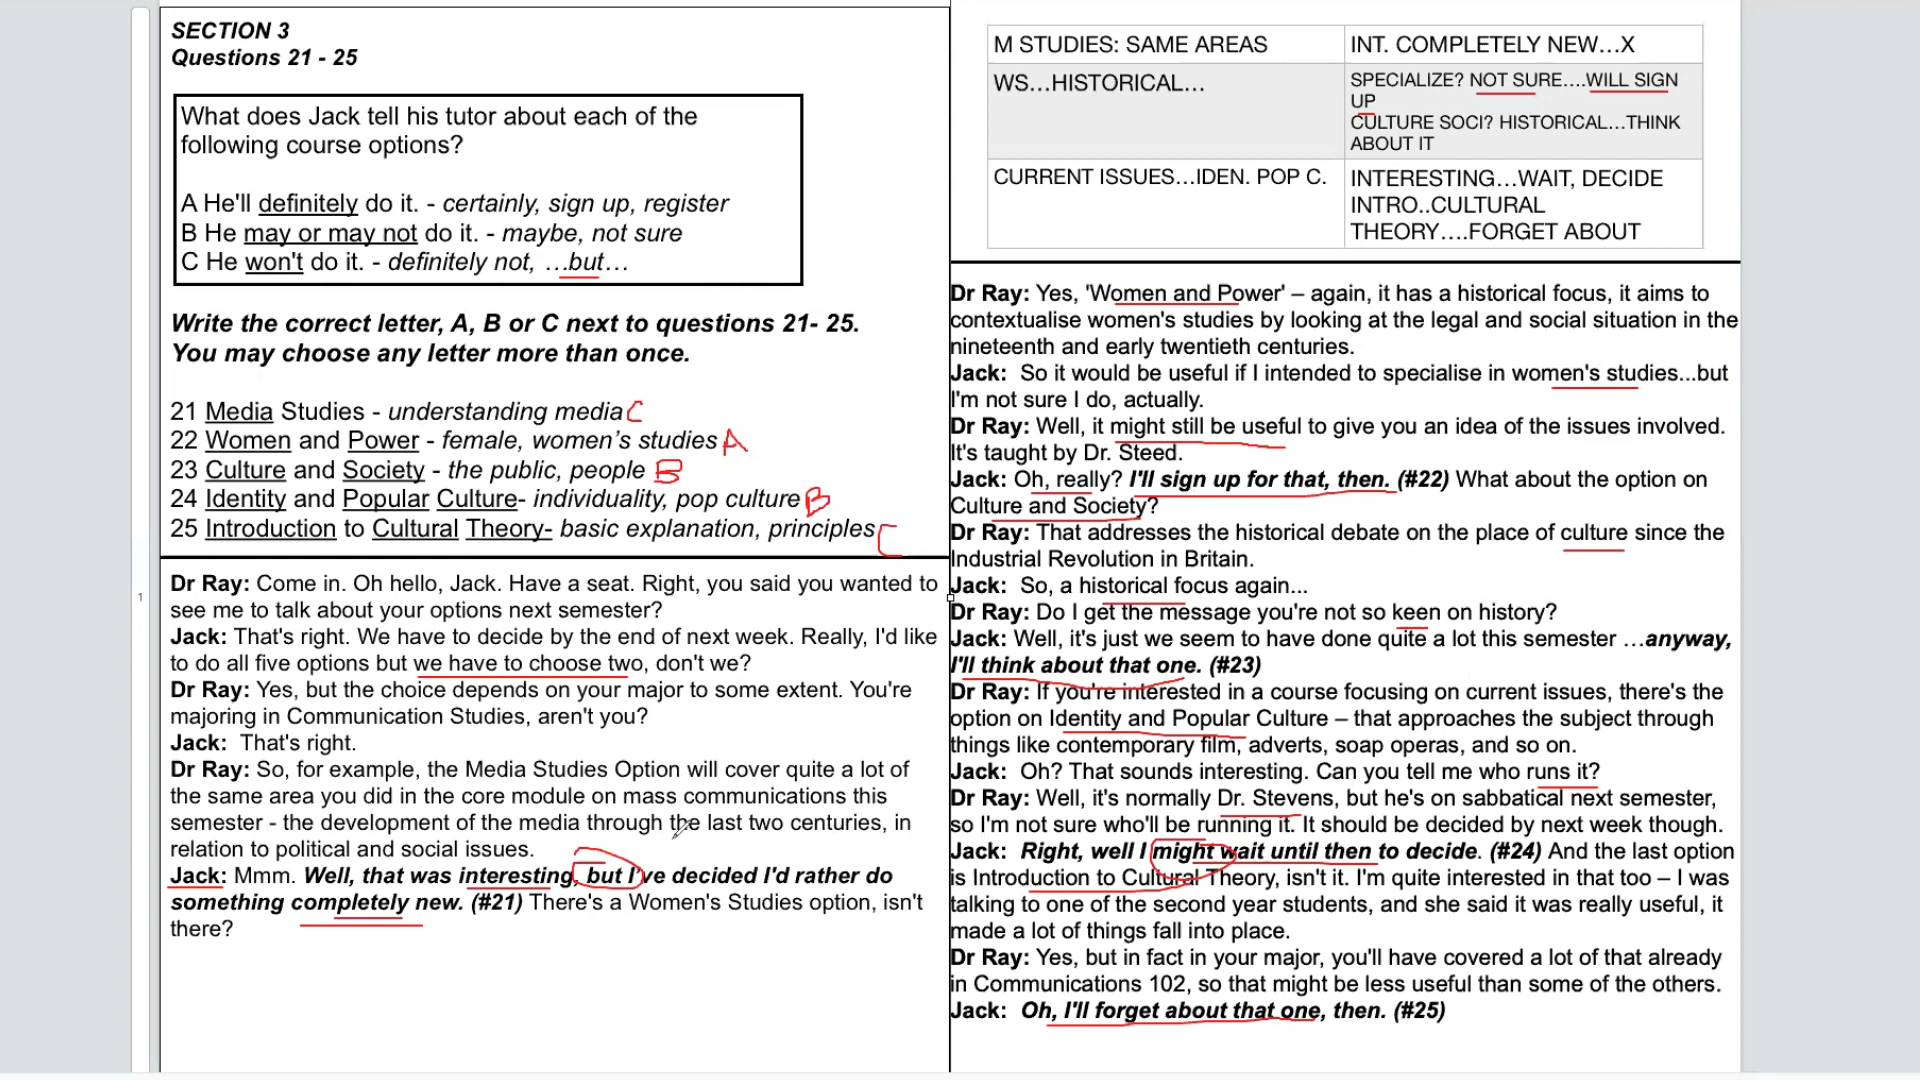 SECTION 3
Questions 21 - 25
What does Jack tell his tutor about each of the
following course options?
A He'll definitely do it. - certainly, sign up, register
B He may or may not do it. - maybe, not sure
C He won't do it. - definitely not, …but…
Write the correct letter, A, B or C next to questions 21- 25.
You may choose any letter more than once.
21 Media Studies - understanding media C
22 Women and Power - female, women's studies A
23 Culture and Society - the public, people B
24 Identity and Popular Culture- individuality, pop culture B
25 Introduction to Cultural Theory- basic explanation, principles C
Dr Ray: Come in. Oh hello, Jack. Have a seat. Right, you said you wanted to
see me to talk about your options next semester?
Jack: That's right. We have to decide by the end of next week. Really, I'd like
to do all five options but we have to choose two, don't we?
Dr Ray: Yes, but the choice depends on your major to some extent. You're
majoring in Communication Studies, aren't you?
Jack: That's right.
Dr Ray: So, for example, the Media Studies Option will cover quite a lot of
the same area you did in the core module on mass communications this
semester - the development of the media through the last two centuries, in
relation to political and social issues.
Jack: Mmm. Well, that was interesting, but I've decided I'd rather do
something completely new. (#21) There's a Women's Studies option, isn't
there?
1
M STUDIES: SAME AREAS
INT. COMPLETELY NEW…X
WS…HISTORICAL…
SPECIALIZE? NOT SURE….WILL SIGN
UP
CULTURE SOCI? HISTORICAL…THINK
ABOUT IT
CURRENT ISSUES…IDEN. POP C.
INTERESTING…WAIT, DECIDE
INTRO..CULTURAL
THEORY….FORGET ABOUT
Dr Ray: Yes, 'Women and Power' – again, it has a historical focus, it aims to
contextualise women's studies by looking at the legal and social situation in the
nineteenth and early twentieth centuries.
Jack: So it would be useful if I intended to specialise in women's studies...but
I'm not sure I do, actually.
Dr Ray: Well, it might still be useful to give you an idea of the issues involved.
It's taught by Dr. Steed.
Jack: Oh, really? I'll sign up for that, then. (#22) What about the option on
Culture and Society?
Dr Ray: That addresses the historical debate on the place of culture since the
Industrial Revolution in Britain.
Jack: So, a historical focus again...
Dr Ray: Do I get the message you're not so keen on history?
Jack: Well, it's just we seem to have done quite a lot this semester …anyway,
I'll think about that one. (#23)
Dr Ray: If you're interested in a course focusing on current issues, there's the
option on Identity and Popular Culture – that approaches the subject through
things like contemporary film, adverts, soap operas, and so on.
Jack: Oh? That sounds interesting. Can you tell me who runs it?
Dr Ray: Well, it's normally Dr. Stevens, but he's on sabbatical next semester,
so I'm not sure who'll be running it. It should be decided by next week though.
Jack: Right, well I might wait until then to decide. (#24) And the last option
is Introduction to Cultural Theory, isn't it. I'm quite interested in that too – I was
talking to one of the second year students, and she said it was really useful, it
made a lot of things fall into place.
Dr Ray: Yes, but in fact in your major, you'll have covered a lot of that already
in Communications 102, so that might be less useful than some of the others.
Jack: Oh, I'll forget about that one, then. (#25)